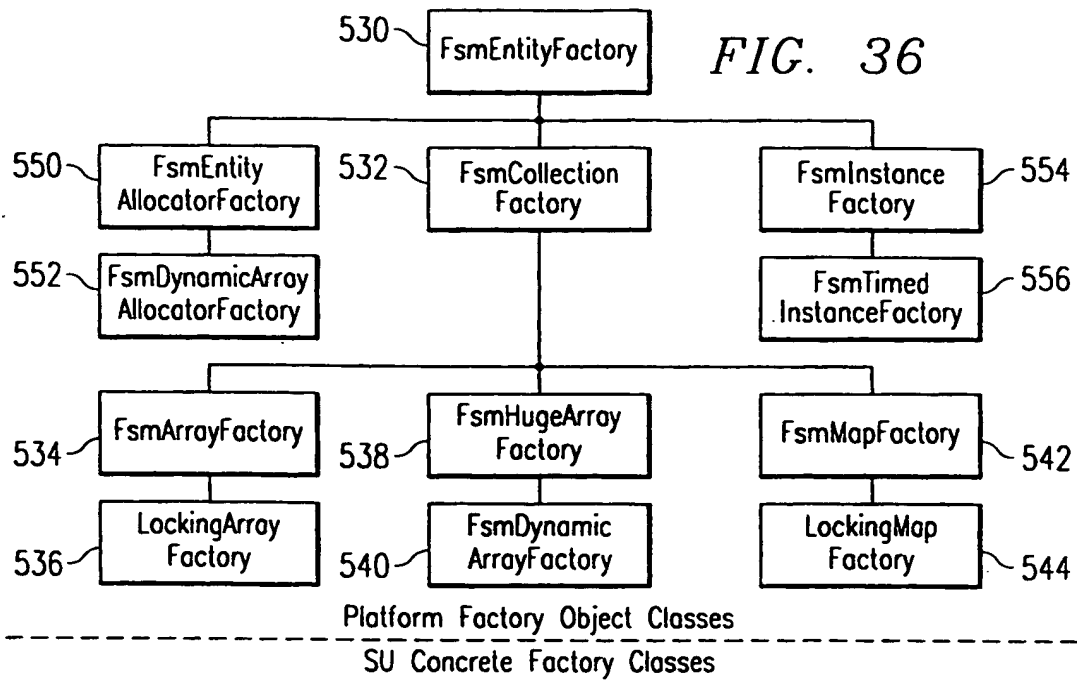 530
FsmEntityFactory
FIG. 36
550
FsmEntity
AllocatorFactory
532
FsmCollection
Factory
FsmInstance
Factory
554
552
FsmDynamicArray
AllocatorFactory
FsmTimed
InstanceFactory
556
534
FsmArrayFactory
538
FsmHugeArray
Factory
FsmMapFactory
542
536
LockingArray
Factory
540
FsmDynamic
ArrayFactory
LockingMap
Factory
544
Platform Factory Object Classes
SU Concrete Factory Classes